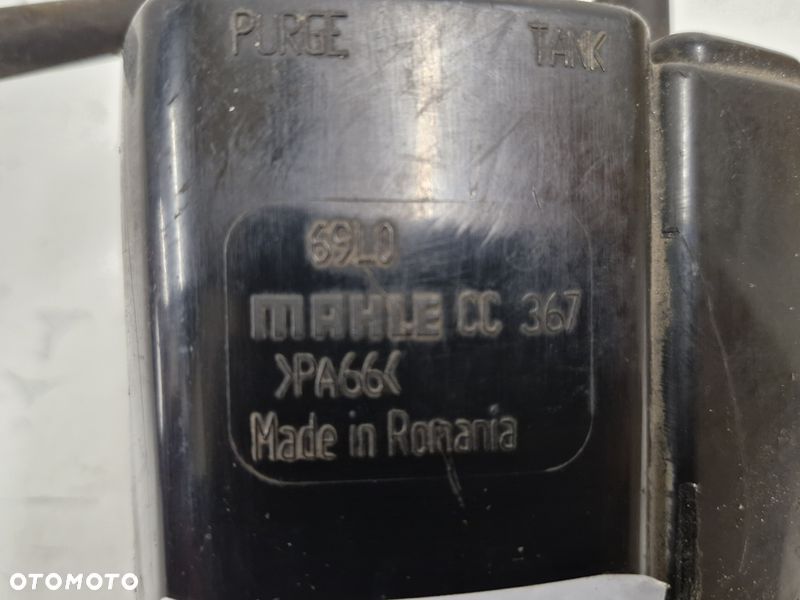 PURGE TANK
69L0
MAHLE CC 367
>PA66<
Made in Romania
OTOMOTO